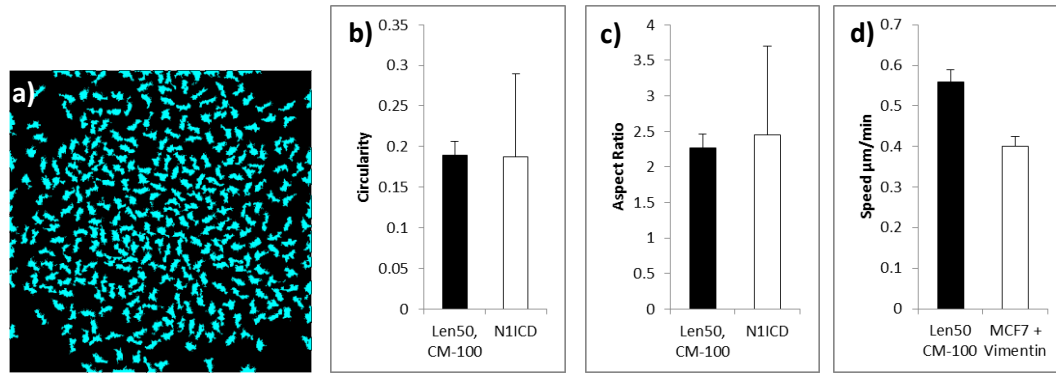 a)
b)
Circularity
0.35
0.3
0.25
0.2
0.15
0.1
0.05
0
Len50,
CM-100
N1ICD
c)
Aspect Ratio
4
3.5
3
2.5
2
1.5
1
0.5
0
Len50,
CM-100
N1ICD
d)
Speed µm/min
0.7
0.6
0.5
0.4
0.3
0.2
0.1
0
Len50
CM-100
MCF7 +
Vimentin